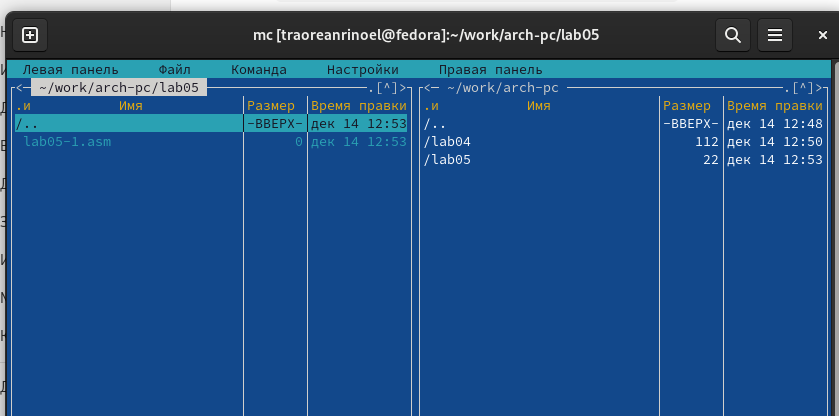 mc [traoreanrinoel@fedora]:~/work/arch-pc/lab05
Левая панель Файл Команда Настройки Правая панель
<─ ~/work/arch-pc/lab05 .[^]>
.и Имя Размер Время правки
/.. -ВВЕРХ- дек 14 12:53
lab05-1.asm 0 дек 14 12:53
<─ ~/work/arch-pc .[^]>
.и Имя Размер Время правки
/.. -ВВЕРХ- дек 14 12:48
/lab04 112 дек 14 12:50
/lab05 22 дек 14 12:53